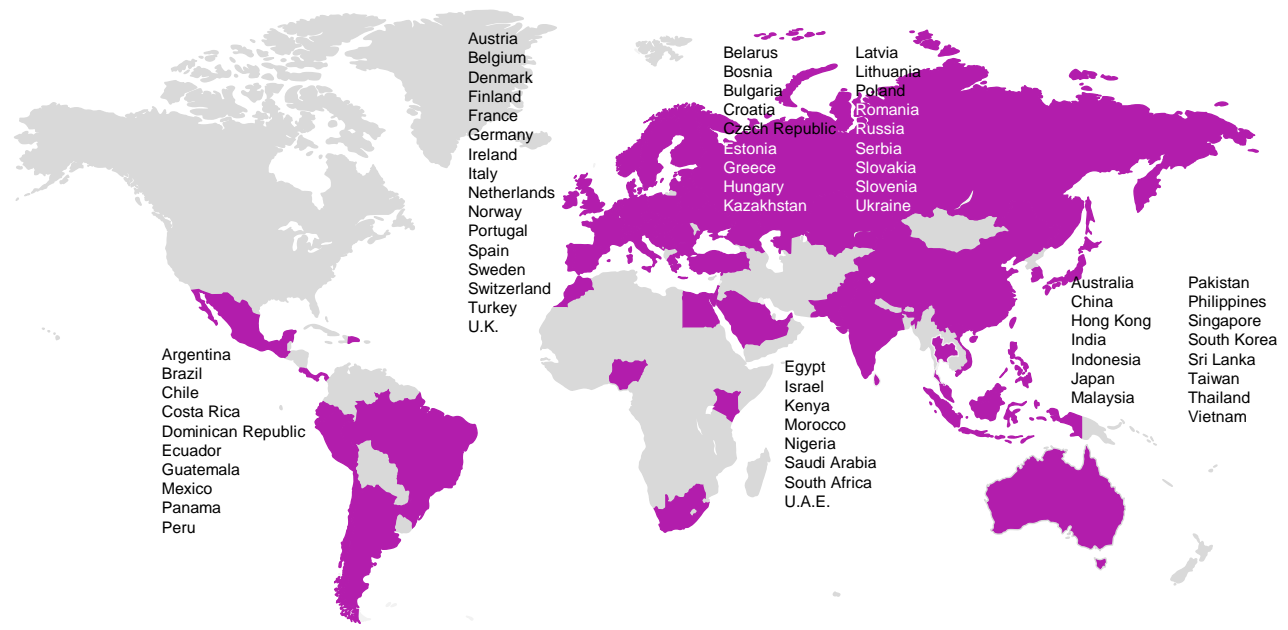 Austria
Belgium
Denmark
Finland
France
Germany
Ireland
Italy
Netherlands
Norway
Portugal
Spain
Sweden
Switzerland
Turkey
U.K.
Belarus
Bosnia
Bulgaria
Croatia
Czech Republic
Estonia
Greece
Hungary
Kazakhstan
Latvia
Lithuania
Poland
Romania
Russia
Serbia
Slovakia
Slovenia
Ukraine
Argentina
Brazil
Chile
Costa Rica
Dominican Republic
Ecuador
Guatemala
Mexico
Panama
Peru
Egypt
Israel
Kenya
Morocco
Nigeria
Saudi Arabia
South Africa
U.A.E.
Australia
China
Hong Kong
India
Indonesia
Japan
Malaysia
Pakistan
Philippines
Singapore
South Korea
Sri Lanka
Taiwan
Thailand
Vietnam